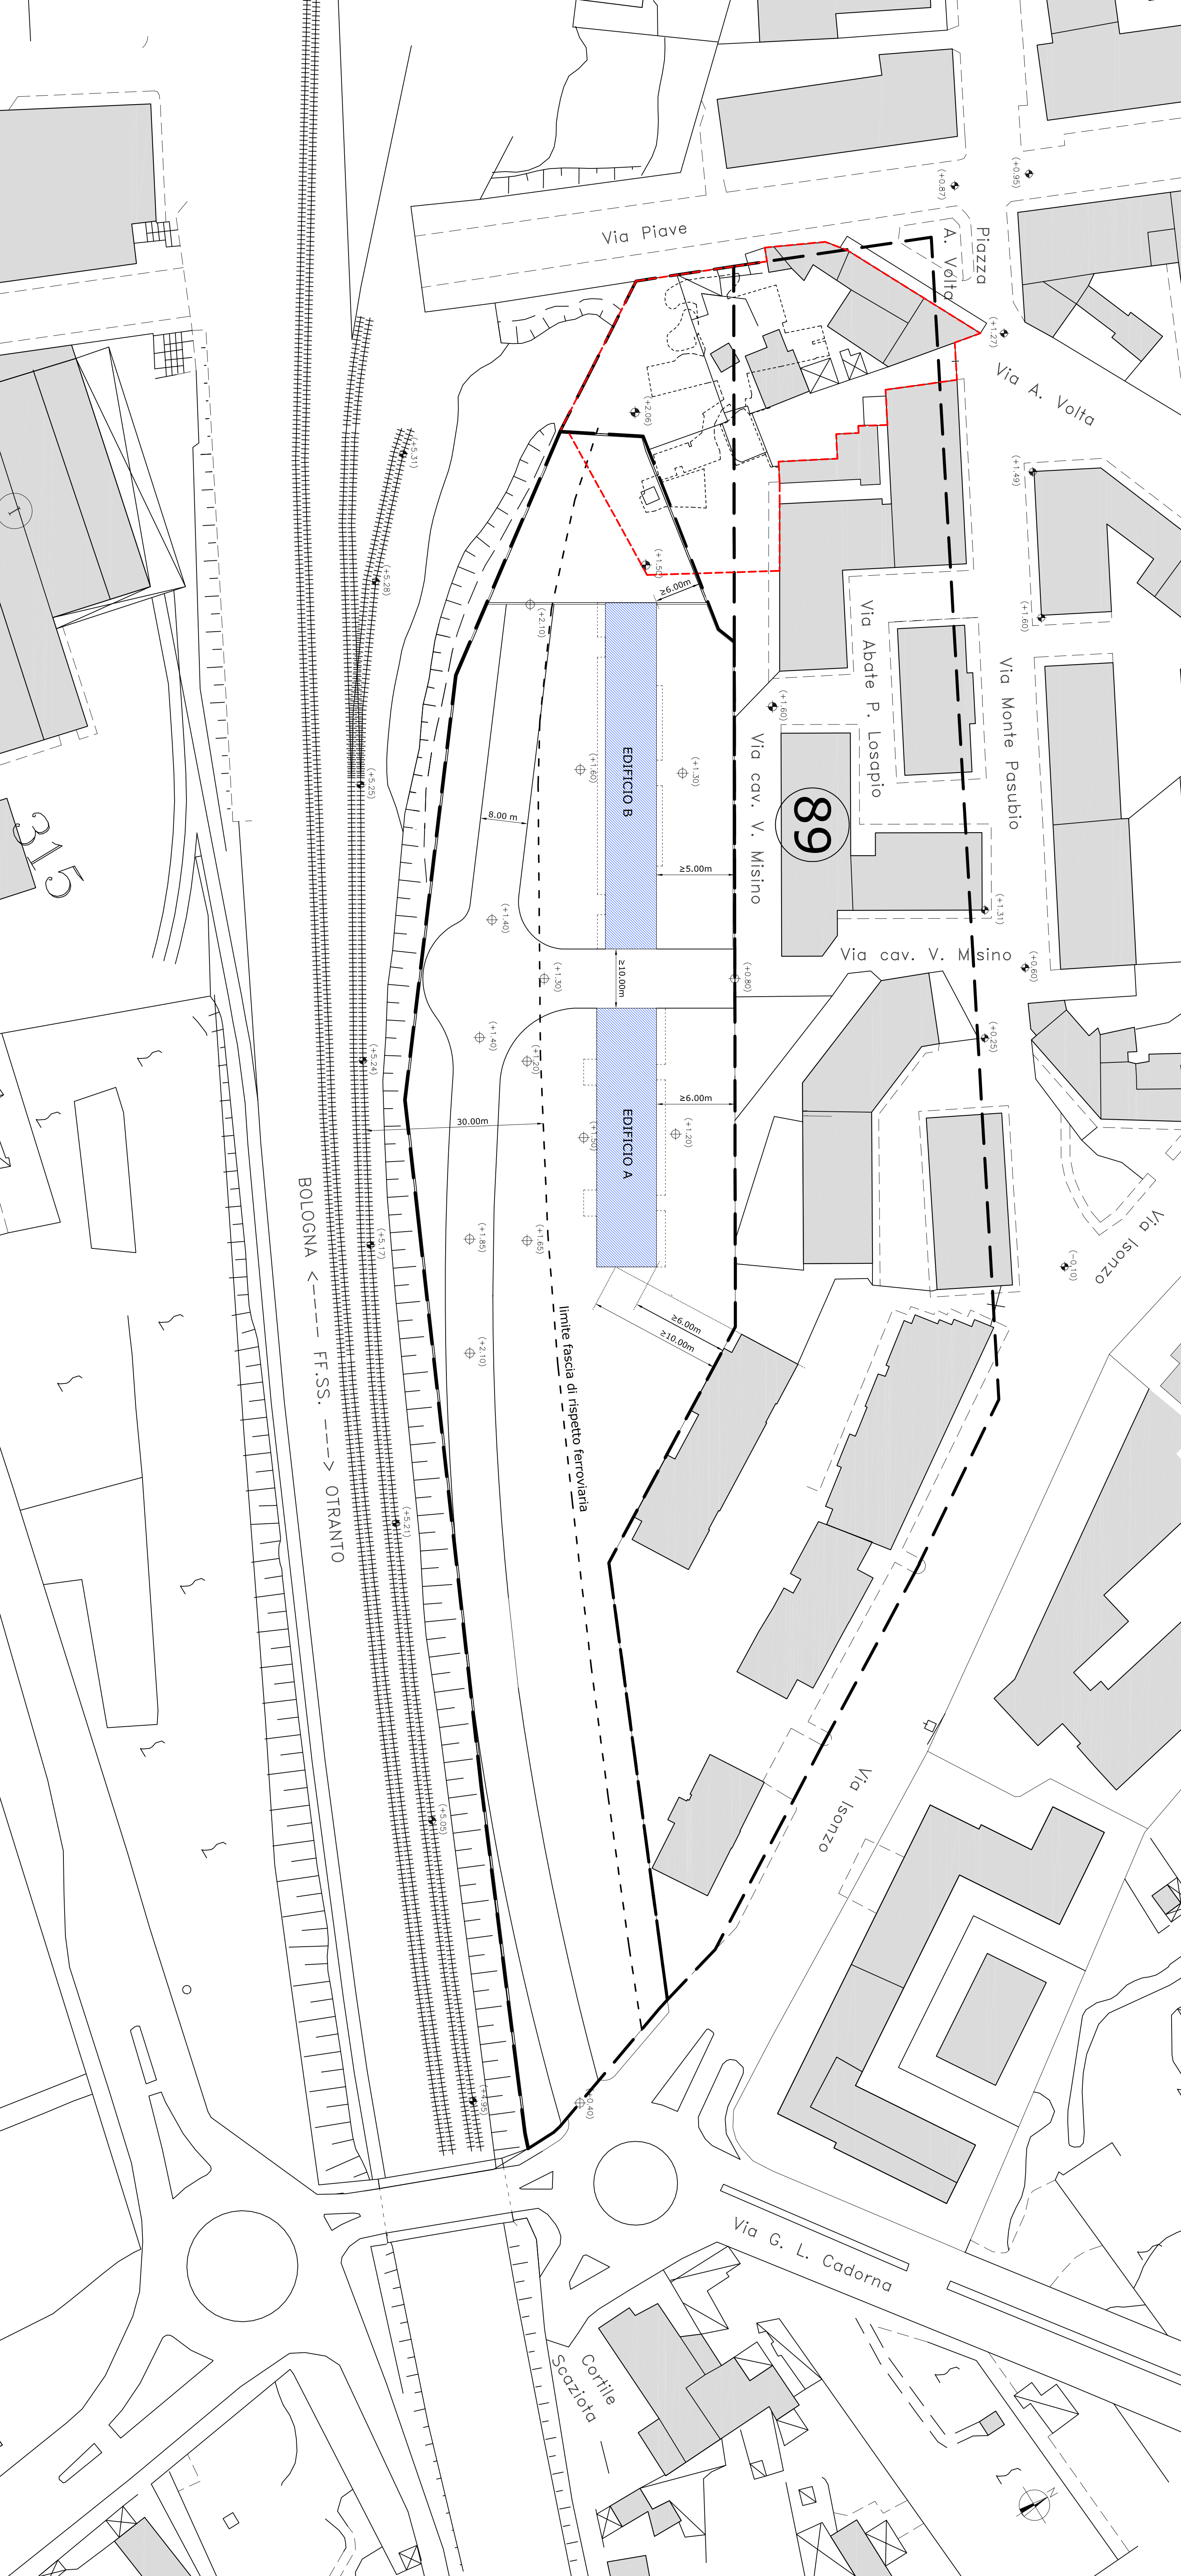 Via Piave
Piazza
A. Volta
(+0.87)
(+0.95)
(+1.27)
Via A. Volta
(+2.06)
(+5.31)
(+1.49)
(+1.50)
(+5.28)
≥6.00m
(+2.10)
(+1.60)
Via Abate P. Losapio
Via Monte Pasubio
(+1.60)
Via cav. V. Misino
EDIFICIO B
(+1.60)
(+1.30)
(+5.25)
8.00 m
89
1
315
≥5.00m
(+1.31)
(+1.40)
Via cav. V. Misino
(+0.60)
≥10.00m
(+1.30)
(+0.80)
(+1.40)
(+1.20)
(+0.25)
(+5.24)
≥6.00m
30.00m
EDIFICIO A
(+1.50)
(+1.20)
Via Isonzo
(-0.10)
BOLOGNA <---- FF.SS. ----> OTRANTO
(+5.17)
(+1.85)
(+1.65)
≥6.00m
≥10.00m
(+2.10)
limite fascia di rispetto ferroviaria
(+5.21)
Via Isonzo
(+5.05)
(+4.95)
(+0.40)
Via G. L. Cadorna
Cortile
Scaziota